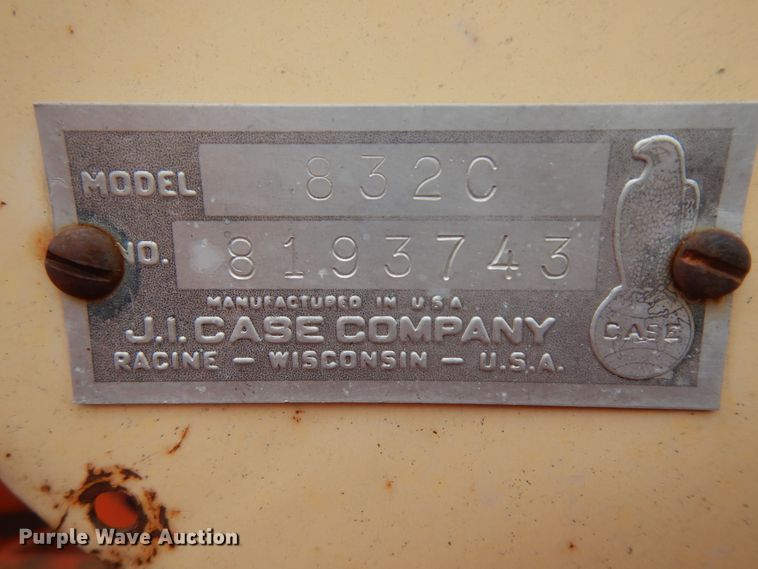 MODEL 832C
NO. 8193743
MANUFACTURED IN U.S.A.
J.I. CASE COMPANY
RACINE — WISCONSIN — U.S.A.
CASE
Purple Wave Auction